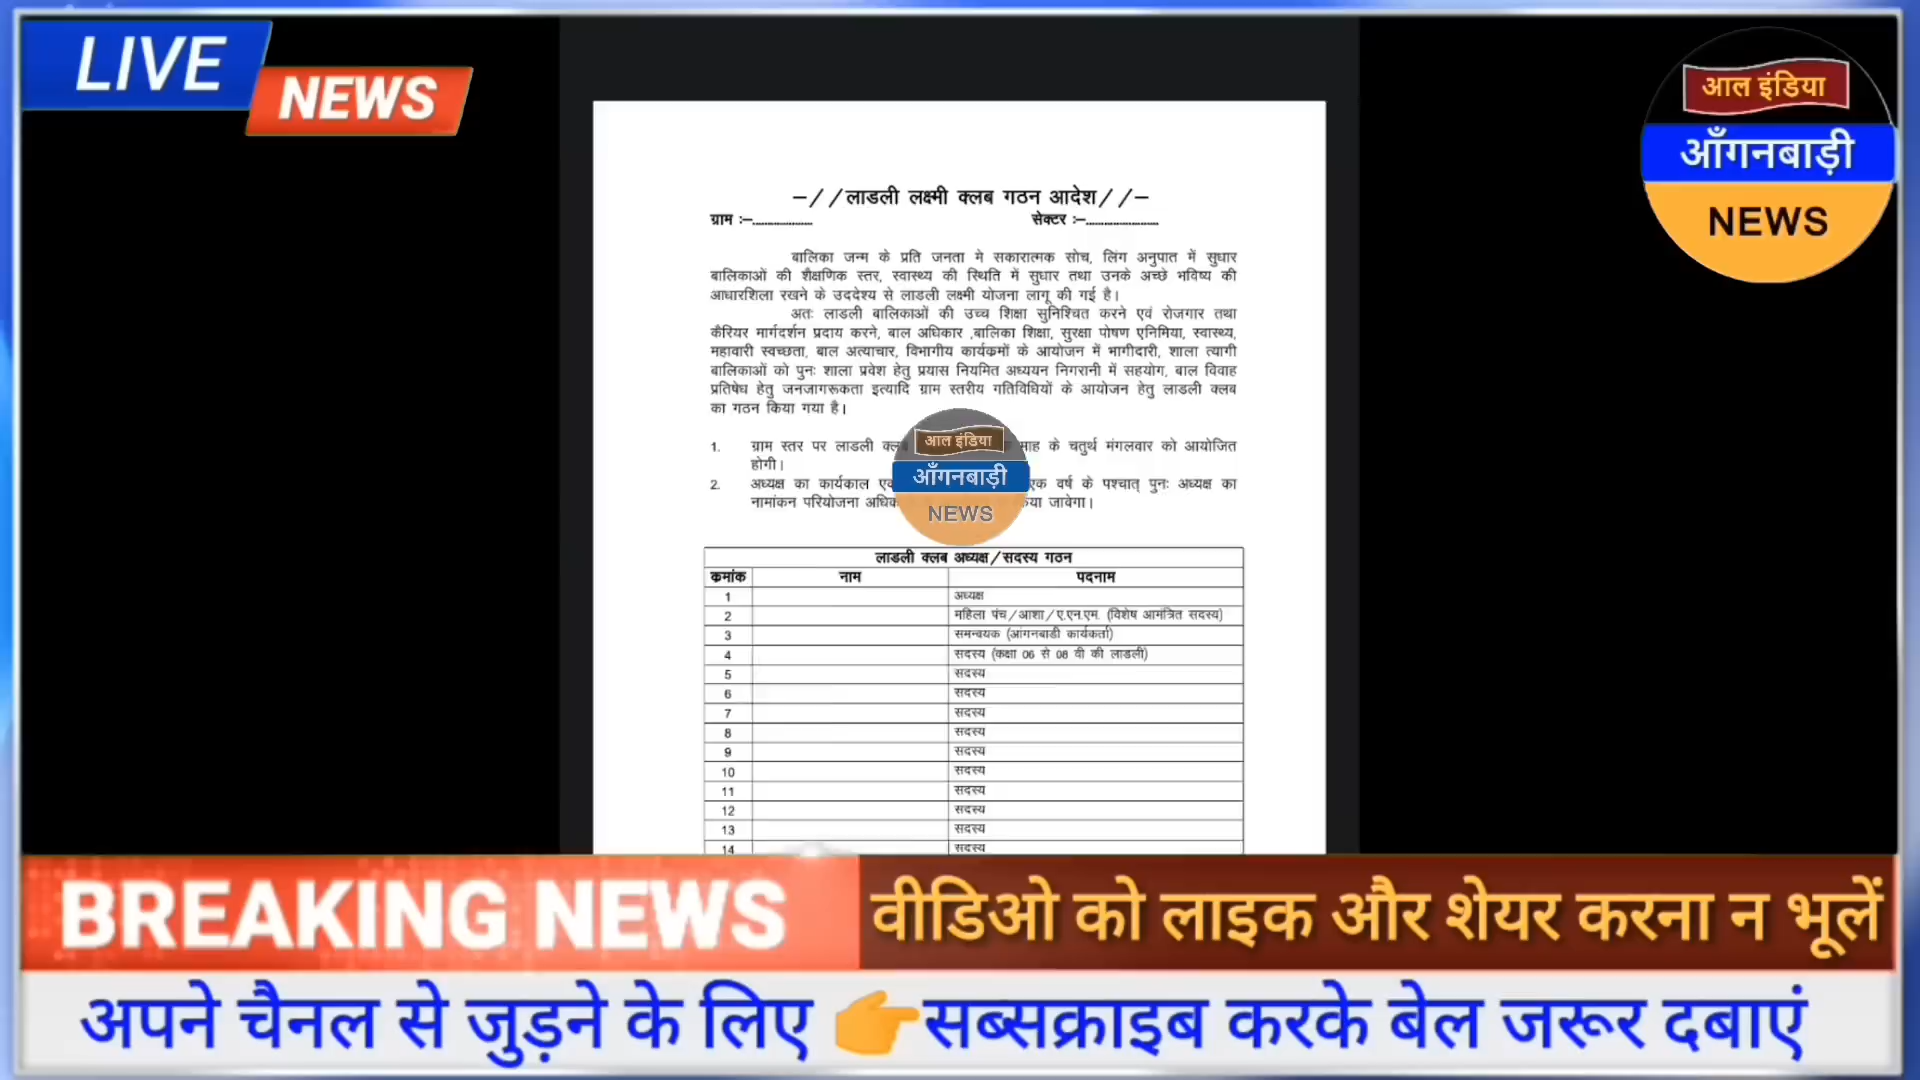 LIVE
NEWS
आल इंडिया
आँगनबाड़ी
NEWS
—//लाडली लक्ष्मी क्लब गठन आदेश//—
ग्राम :—.................... सेक्टर :—........................
बालिका जन्म के प्रति जनता मे सकारात्मक सोच, लिंग अनुपात में सुधार
बालिकाओं की शैक्षणिक स्तर, स्वास्थ्य की स्थिति में सुधार तथा उनके अच्छे भविष्य की
आधारशिला रखने के उददेश्य से लाडली लक्ष्मी योजना लागू की गई है।
अतः लाडली बालिकाओं की उच्च शिक्षा सुनिश्चित करने एवं रोजगार तथा
कैरियर मार्गदर्शन प्रदाय करने, बाल अधिकार ,बालिका शिक्षा, सुरक्षा पोषण एनिमिया, स्वास्थ्य,
महावारी स्वच्छता, बाल अत्याचार, विभागीय कार्यक्रमों के आयोजन में भागीदारी, शाला त्यागी
बालिकाओं को पुनः शाला प्रवेश हेतु प्रयास नियमित अध्ययन निगरानी में सहयोग, बाल विवाह
प्रतिषेध हेतु जनजागरूकता इत्यादि ग्राम स्तरीय गतिविधियों के आयोजन हेतु लाडली क्लब
का गठन किया गया है।
1. ग्राम स्तर पर लाडली माह के चतुर्थ मंगलवार को आयोजित
होगी।
2. अध्यक्ष का कार्यकाल एक वर्ष के पश्चात् पुनः अध्यक्ष का
नामांकन परियोजना जावेगा।
आल इंडिया
आँगनबाड़ी
NEWS
लाडली क्लब अध्यक्ष/सदस्य गठन
क्रमांक नाम पदनाम
1 अध्यक्ष
2 महिला पंच/आशा/ए.एन.एम. (विशेष आमंत्रित सदस्य)
3 समन्वयक (आंगनबाडी कार्यकर्ता)
4 सदस्य (कक्षा 06 से 08 वी की लाडली)
5 सदस्य
6 सदस्य
7 सदस्य
8 सदस्य
9 सदस्य
10 सदस्य
11 सदस्य
12 सदस्य
13 सदस्य
14 सदस्य
BREAKING NEWS
वीडिओ को लाइक और शेयर करना न भूलें
अपने चैनल से जुड़ने के लिए 👉सब्सक्राइब करके बेल जरूर दबाएं